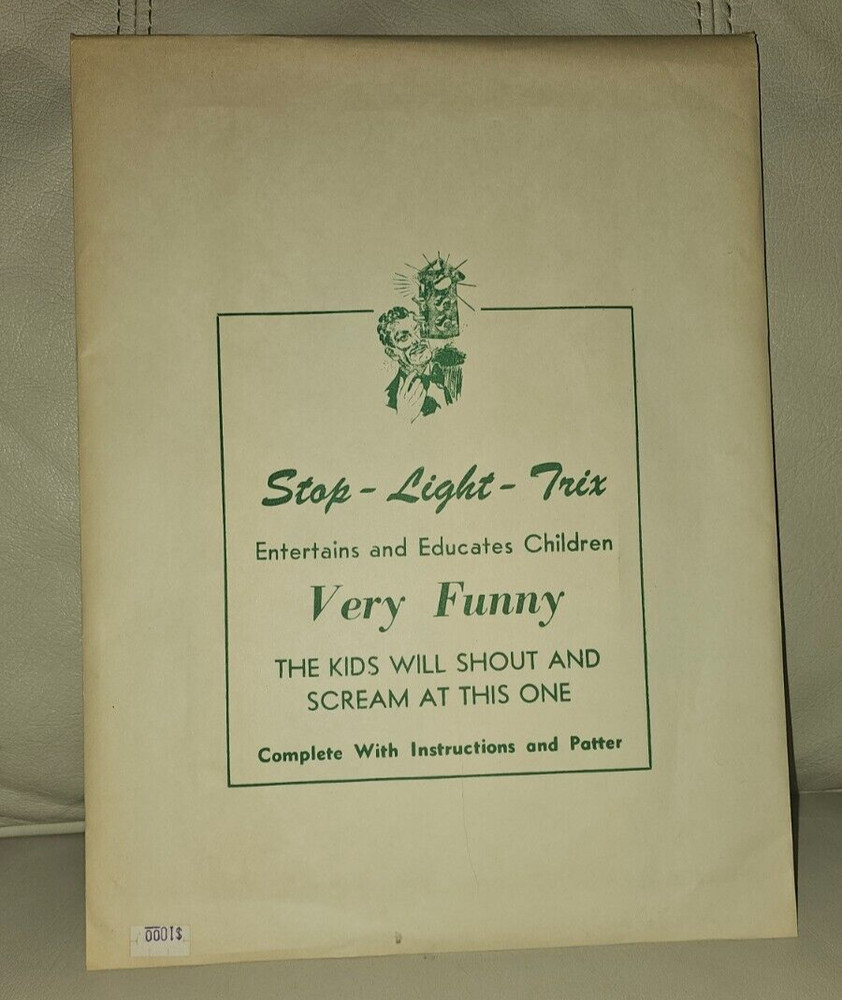 Stop - Light - Trix
Entertains and Educates Children
Very Funny
THE KIDS WILL SHOUT AND
SCREAM AT THIS ONE
Complete With Instructions and Patter
$1000